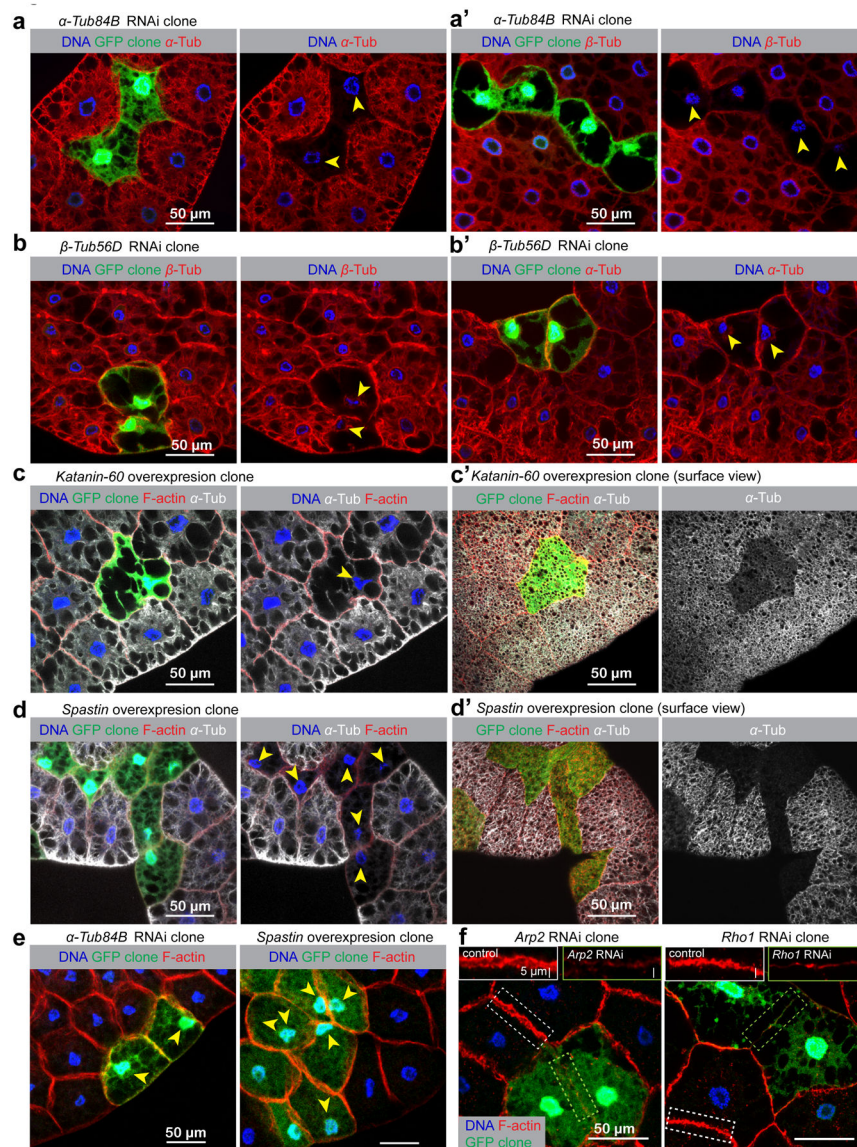 a α-Tub84B RNAi clone
DNA GFP clone α-Tub
DNA α-Tub
50 µm
a' α-Tub84B RNAi clone
DNA GFP clone β-Tub
DNA β-Tub
50 µm
b β-Tub56D RNAi clone
DNA GFP clone β-Tub
DNA β-Tub
50 µm
b' β-Tub56D RNAi clone
DNA GFP clone α-Tub
DNA α-Tub
50 µm
c Katanin-60 overexpresion clone
DNA GFP clone F-actin α-Tub
DNA α-Tub F-actin
50 µm
c' Katanin-60 overexpresion clone (surface view)
GFP clone F-actin α-Tub
α-Tub
50 µm
d Spastin overexpresion clone
DNA GFP clone F-actin α-Tub
DNA α-Tub F-actin
50 µm
d' Spastin overexpresion clone (surface view)
GFP clone F-actin α-Tub
α-Tub
50 µm
e α-Tub84B RNAi clone
Spastin overexpresion clone
DNA GFP clone F-actin
DNA GFP clone F-actin
50 µm
f Arp2 RNAi clone
Rho1 RNAi clone
control
5 µm
Arp2 RNAi
control
Rho1 RNAi
DNA F-actin
GFP clone
50 µm